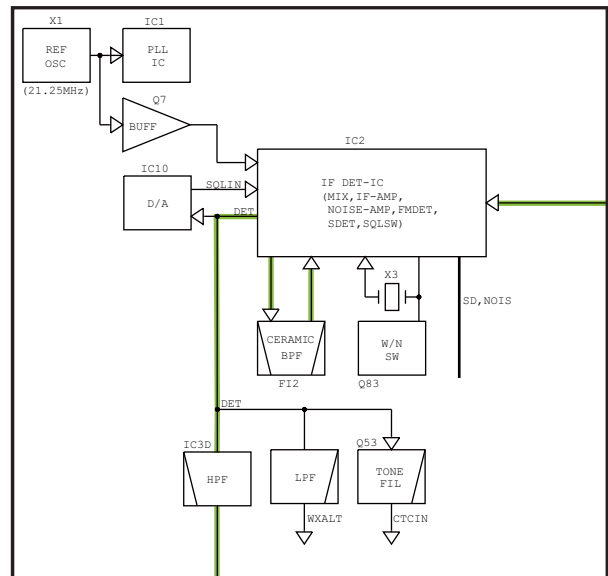 X1
IC1
REF
OSC
PLL
IC
(21.25MHz)
Q7
BUFF
IC2
IC10
D/A
SQLIN
DET
IF DET-IC
(MIX,IF-AMP,
NOISE-AMP,FMDET,
SDET,SQLSW)
X3
SD,NOIS
CERAMIC
BPF
FI2
W/N
SW
Q83
DET
IC3D
HPF
LPF
Q53
TONE
FIL
WXALT
CTCIN